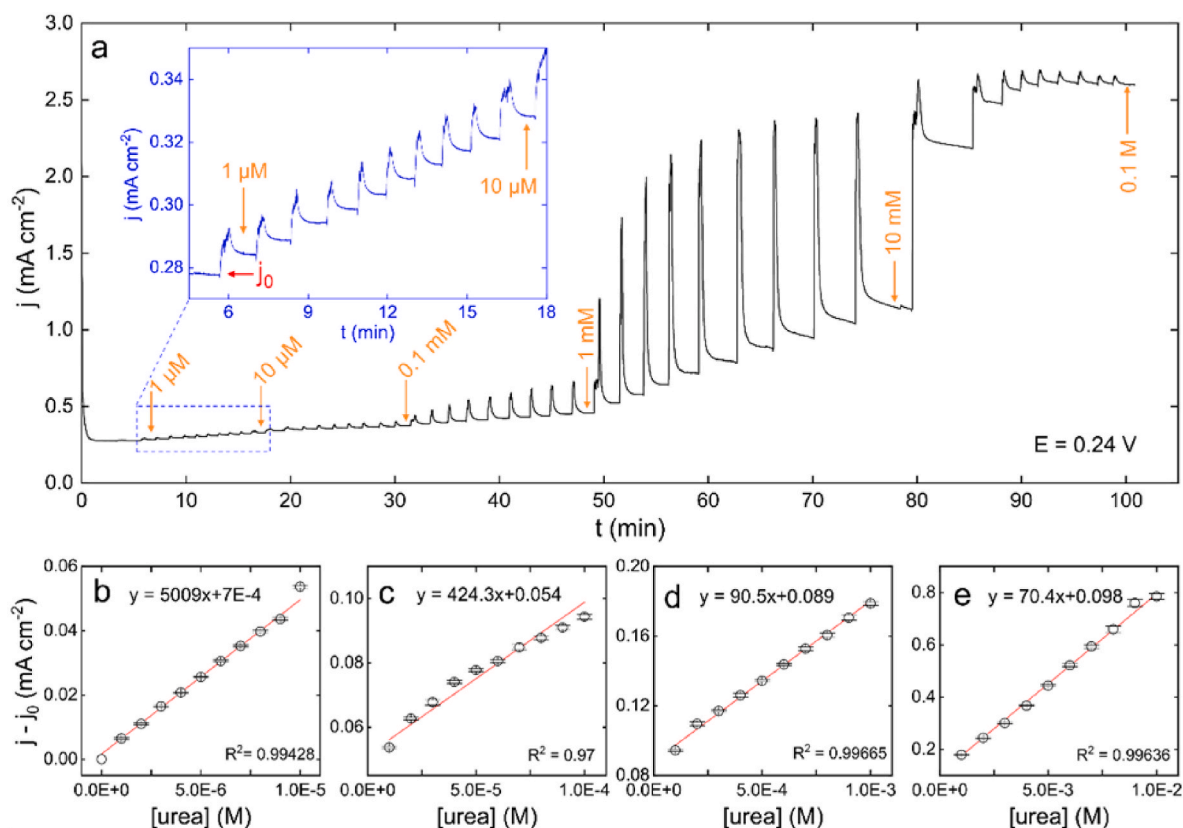 a
3.0
2.5
2.0
1.5
1.0
0.5
0.0
j (mA cm-2)
0 10 20 30 40 50 60 70 80 90 100
t (min)
0.34
0.32
0.30
0.28
j (mA cm-2)
6 9 12 15 18
t (min)
1 µM
10 µM
j0
1 µM
10 µM
0.1 mM
1 mM
10 mM
0.1 M
E = 0.24 V
b
y = 5009x+7E-4
R2= 0.99428
0.06
0.04
0.02
0.00
j - j0 (mA cm-2)
0.0E+0 5.0E-6 1.0E-5
[urea] (M)
c
y = 424.3x+0.054
R2 = 0.97
0.10
0.08
0.06
0.0E+0 5.0E-5 1.0E-4
[urea] (M)
d
y = 90.5x+0.089
R2 = 0.99665
0.20
0.16
0.12
0.08
0.0E+0 5.0E-4 1.0E-3
[urea] (M)
e
y = 70.4x+0.098
R2 = 0.99636
0.8
0.6
0.4
0.2
0.0E+0 5.0E-3 1.0E-2
[urea] (M)